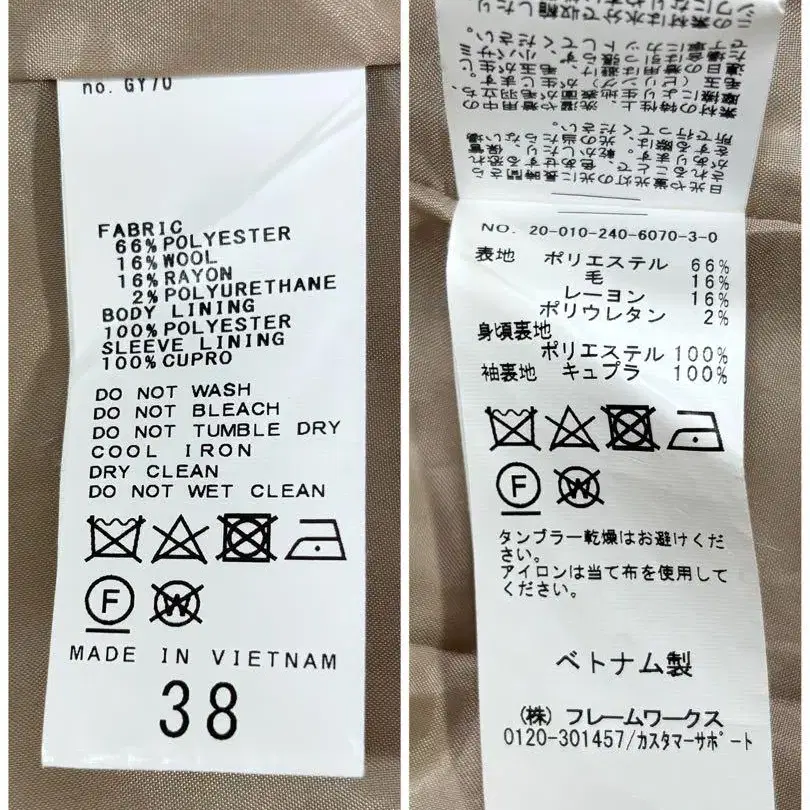 no. GY70
FABRIC
66%POLYESTER
16%WOOL
16%RAYON
2%POLYURETHANE
BODY LINING
100%POLYESTER
SLEEVE LINING
100%CUPRO
DO NOT WASH
DO NOT BLEACH
DO NOT TUMBLE DRY
COOL IRON
DRY CLEAN
DO NOT WET CLEAN
F
W
MADE IN VIETNAM
38
NO. 20-010-240-6070-3-0
表地 ポリエステル 66%
毛 16%
レーヨン 16%
ポリウレタン 2%
身頃裏地
ポリエステル 100%
袖裏地 キュプラ 100%
F
W
タンブラー乾燥はお避けくだ
さい。
アイロンは当て布を使用して
ください。
ベトナム製
(株) フレームワークス
0120-301457/カスタマーサポート